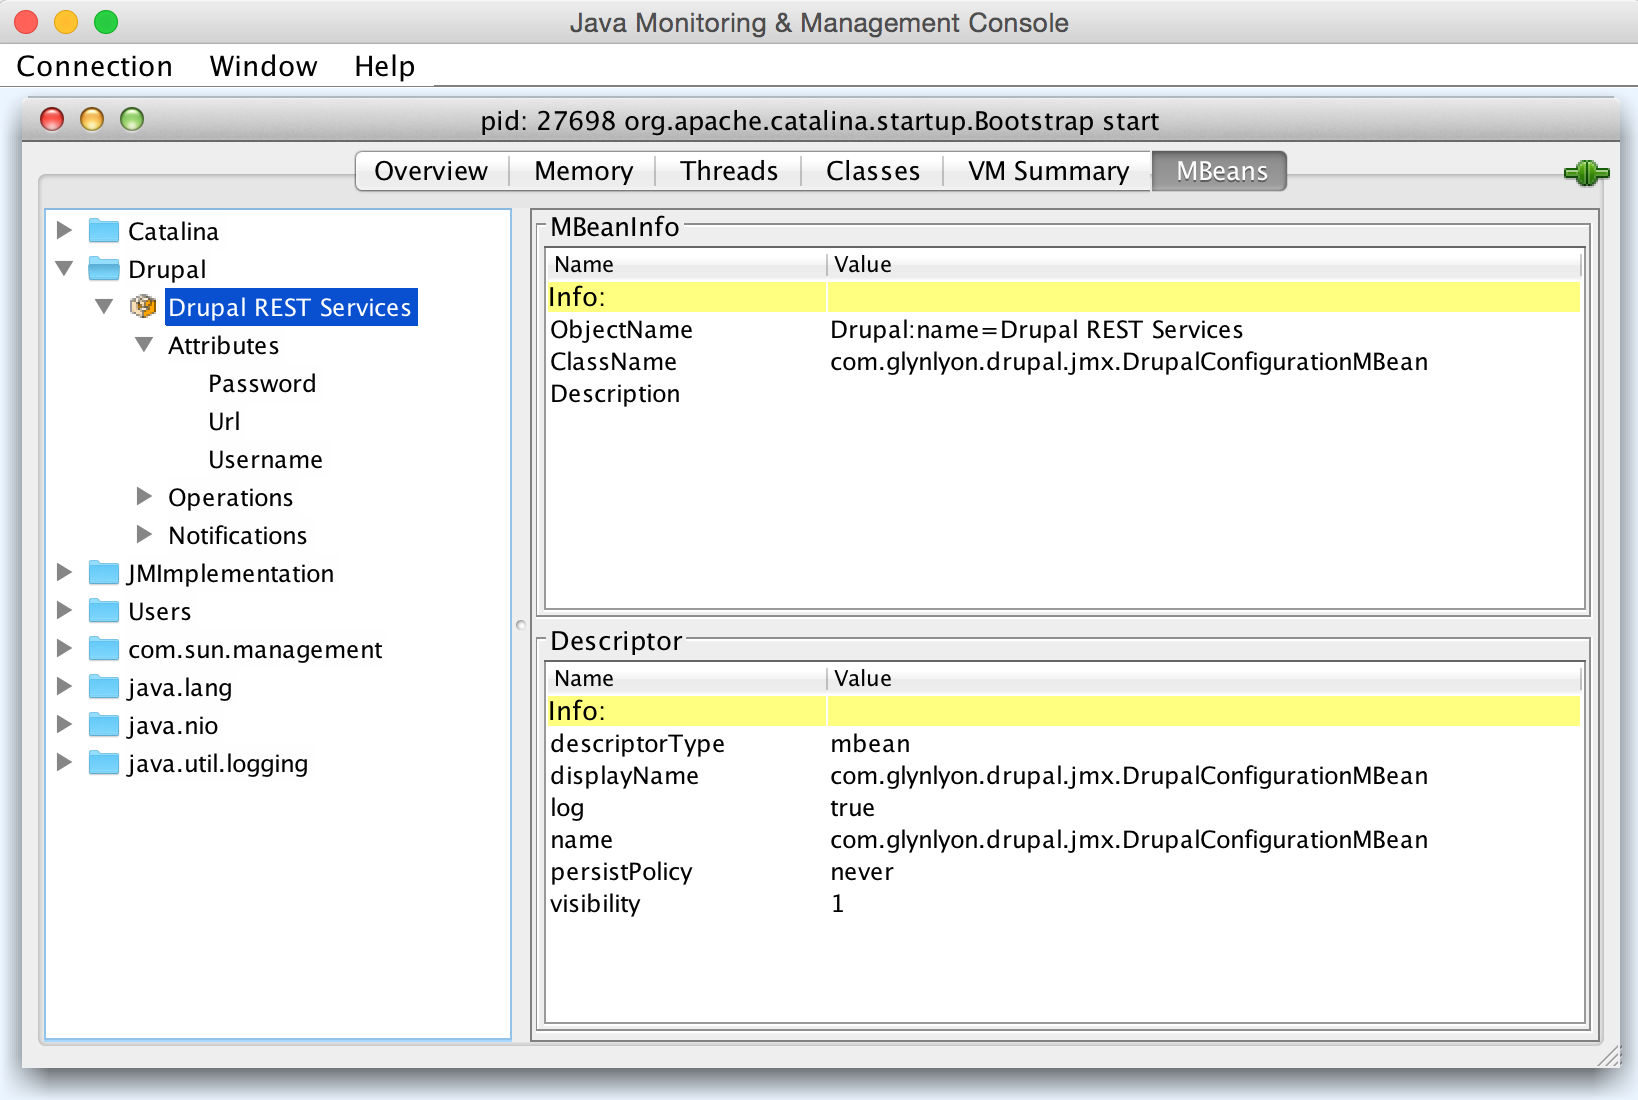 Java Monitoring & Management Console
Connection Window Help
pid: 27698 org.apache.catalina.startup.Bootstrap start
Overview Memory Threads Classes VM Summary MBeans
Catalina
Drupal
Drupal REST Services
Attributes
Password
Url
Username
Operations
Notifications
JMImplementation
Users
com.sun.management
java.lang
java.nio
java.util.logging
MBeanInfo
Name Value
Info:
ObjectName Drupal:name=Drupal REST Services
ClassName com.glynlyon.drupal.jmx.DrupalConfigurationMBean
Description
Descriptor
Name Value
Info:
descriptorType mbean
displayName com.glynlyon.drupal.jmx.DrupalConfigurationMBean
log true
name com.glynlyon.drupal.jmx.DrupalConfigurationMBean
persistPolicy never
visibility 1